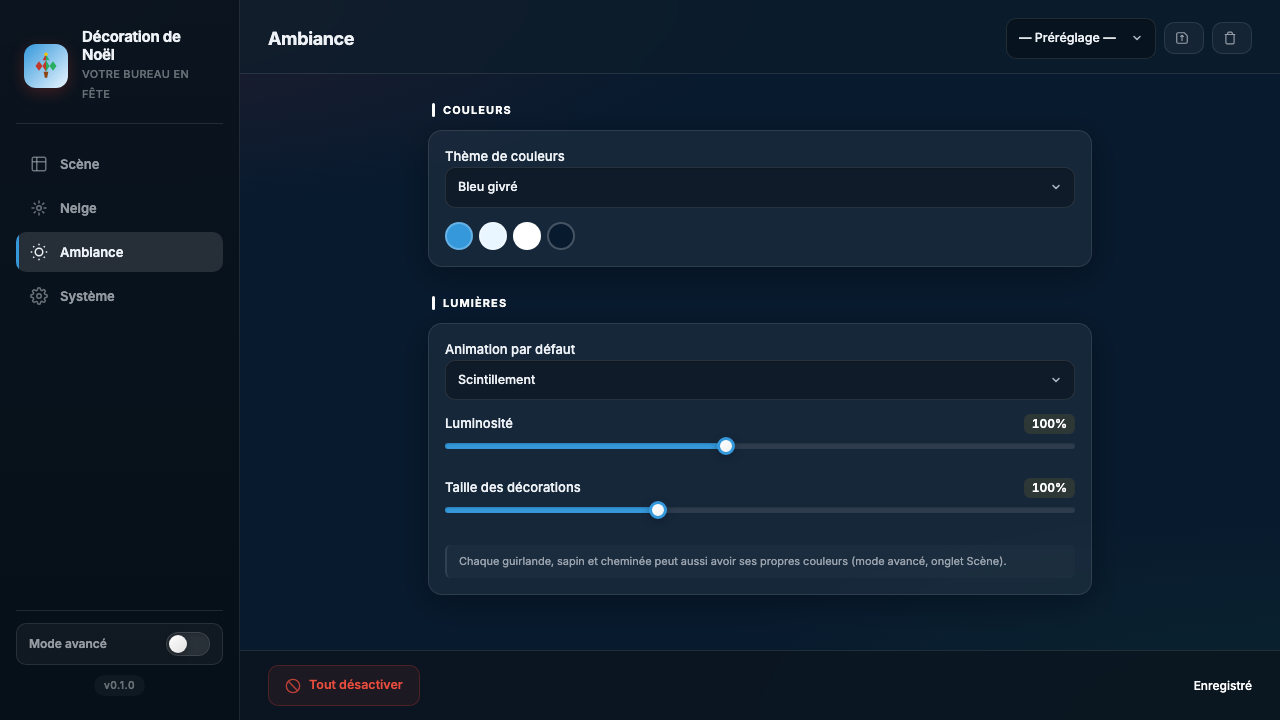 Décoration de
Noël
VOTRE BUREAU EN
FÊTE
Scène
Neige
Ambiance
Système
Mode avancé
v0.1.0
Ambiance
— Préréglage —
COULEURS
Thème de couleurs
Bleu givré
LUMIÈRES
Animation par défaut
Scintillement
Luminosité
100%
Taille des décorations
100%
Chaque guirlande, sapin et cheminée peut aussi avoir ses propres couleurs (mode avancé, onglet Scène).
Tout désactiver
Enregistré